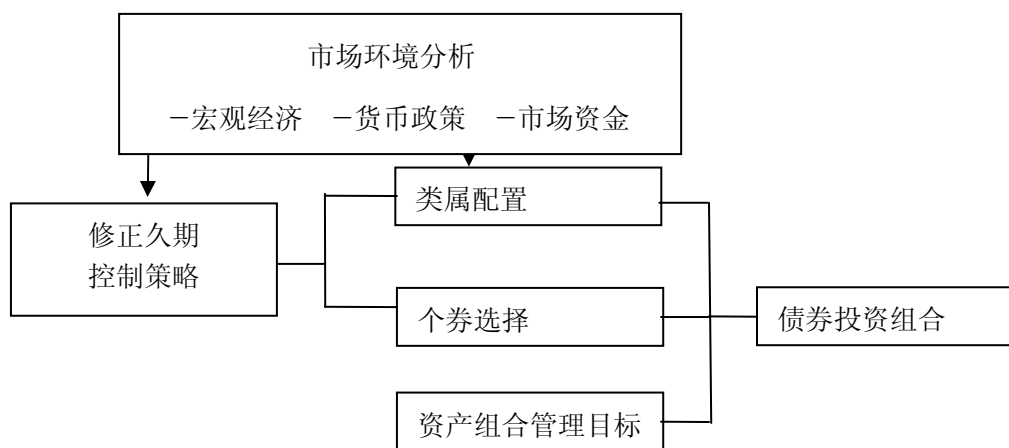 市场环境分析
－宏观经济 －货币政策 －市场资金
类属配置
修正久期
控制策略
个券选择
债券投资组合
资产组合管理目标